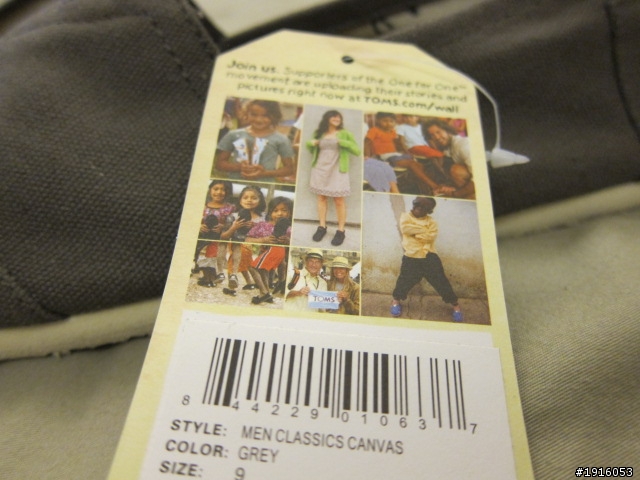 Join us. Supporters of the One for One™
movement are uploading their stories and
pictures right now at TOMS.com/wall
TOMS
8 44229 01063 7
STYLE: MEN CLASSICS CANVAS
COLOR: GREY
SIZE: 9
#1916053